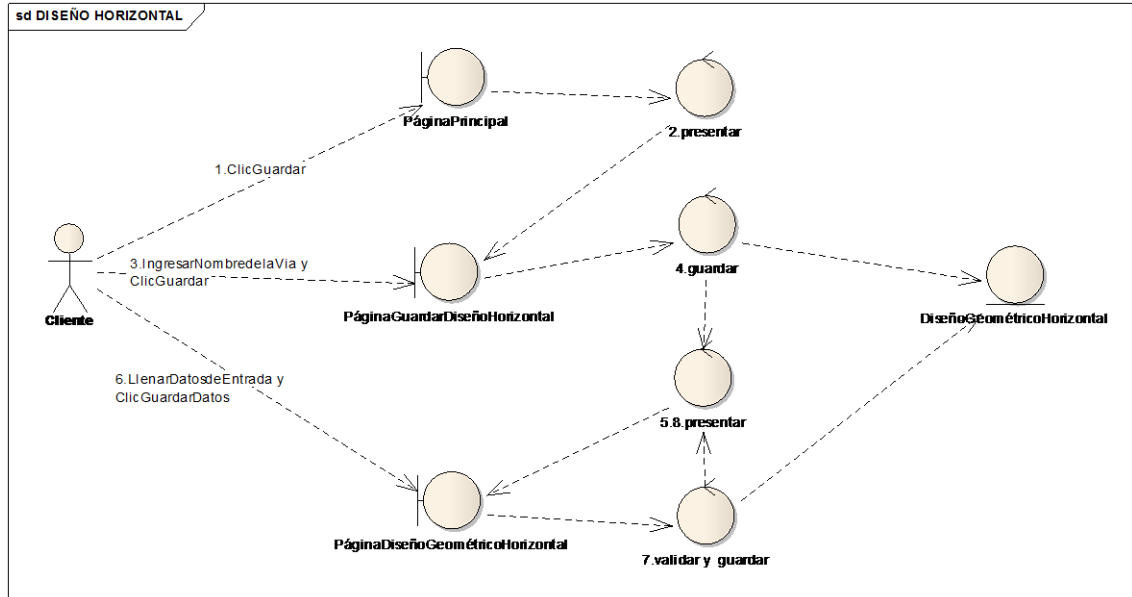 sd DISEÑO HORIZONTAL
PáginaPrincipal
2.presentar
1.ClicGuardar
3.IngresarNombredelaVia y
ClicGuardar
4.guardar
Cliente
PáginaGuardarDiseñoHorizontal
DiseñoGeométricoHorizontal
6.LlenarDatosdeEntrada y
ClicGuardarDatos
5.8.presentar
PáginaDiseñoGeométricoHorizontal
7.validar y guardar